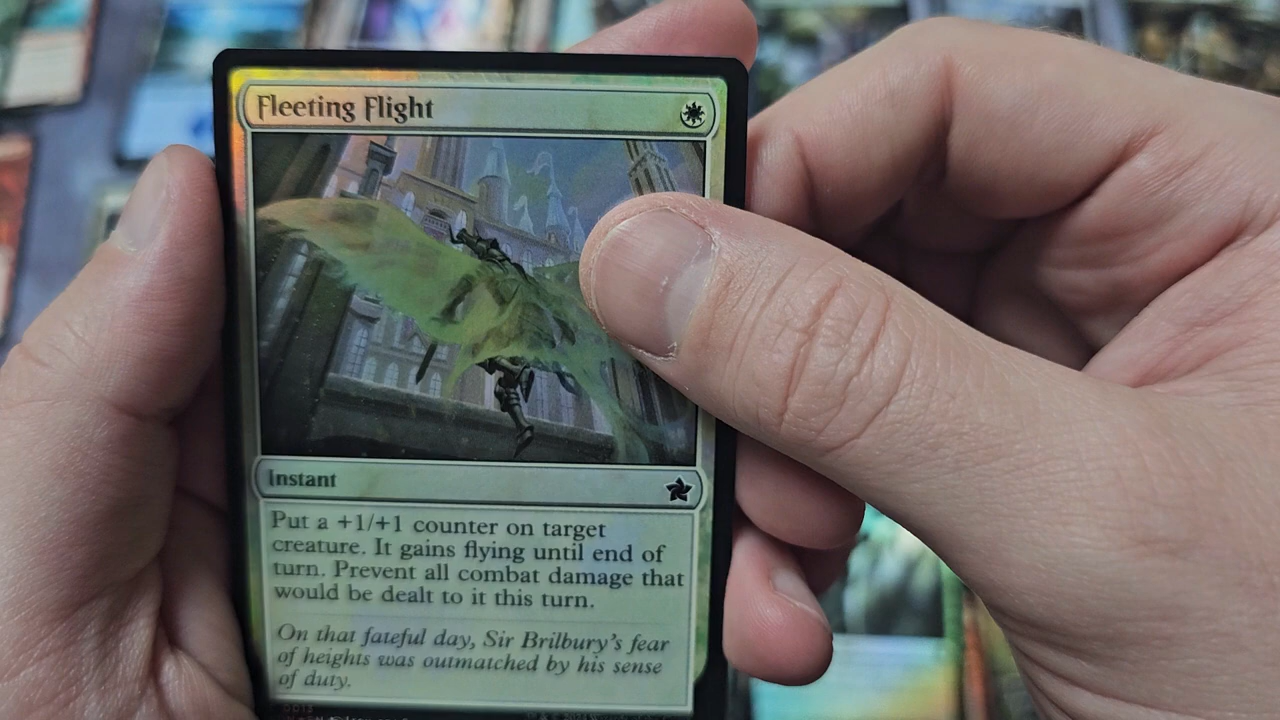 Fleeting Flight
Instant
Put a +1/+1 counter on target
creature. It gains flying until end of
turn. Prevent all combat damage that
would be dealt to it this turn.
On that fateful day, Sir Brilbury's fear
of heights was outmatched by his sense
of duty.